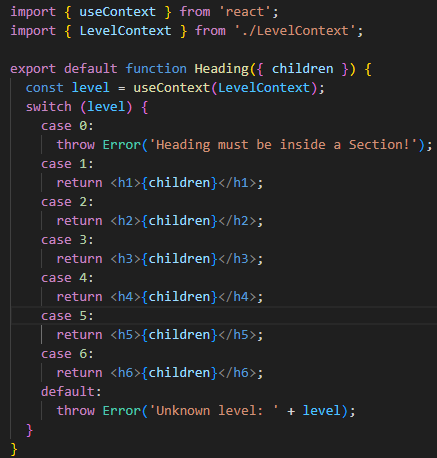 import { useContext } from 'react';
import { LevelContext } from './LevelContext';

export default function Heading({ children }) {
  const level = useContext(LevelContext);
  switch (level) {
    case 0:
      throw Error('Heading must be inside a Section!');
    case 1:
      return <h1>{children}</h1>;
    case 2:
      return <h2>{children}</h2>;
    case 3:
      return <h3>{children}</h3>;
    case 4:
      return <h4>{children}</h4>;
    case 5:
      return <h5>{children}</h5>;
    case 6:
      return <h6>{children}</h6>;
    default:
      throw Error('Unknown level: ' + level);
  }
}